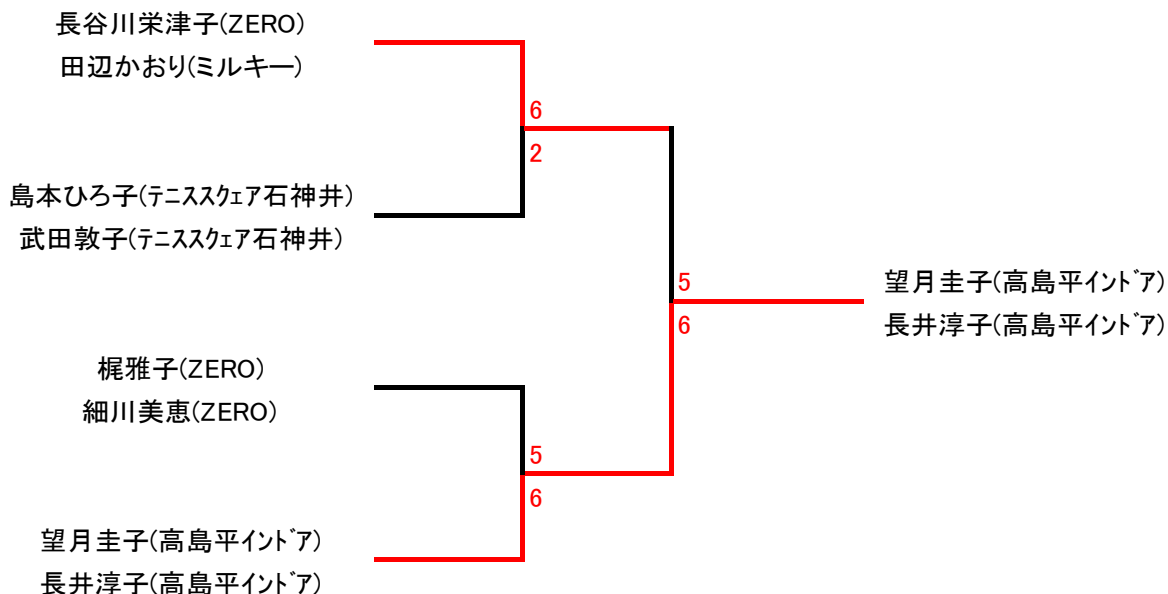 長谷川栄津子(ZERO)
田辺かおり(ミルキー)
6
2
島本ひろ子(ﾃﾆｽｽｸｪｱ石神井)
武田敦子(ﾃﾆｽｽｸｪｱ石神井)
5
6
望月圭子(高島平ｲﾝﾄﾞｱ)
長井淳子(高島平ｲﾝﾄﾞｱ)
梶雅子(ZERO)
細川美恵(ZERO)
5
6
望月圭子(高島平ｲﾝﾄﾞｱ)
長井淳子(高島平ｲﾝﾄﾞｱ)